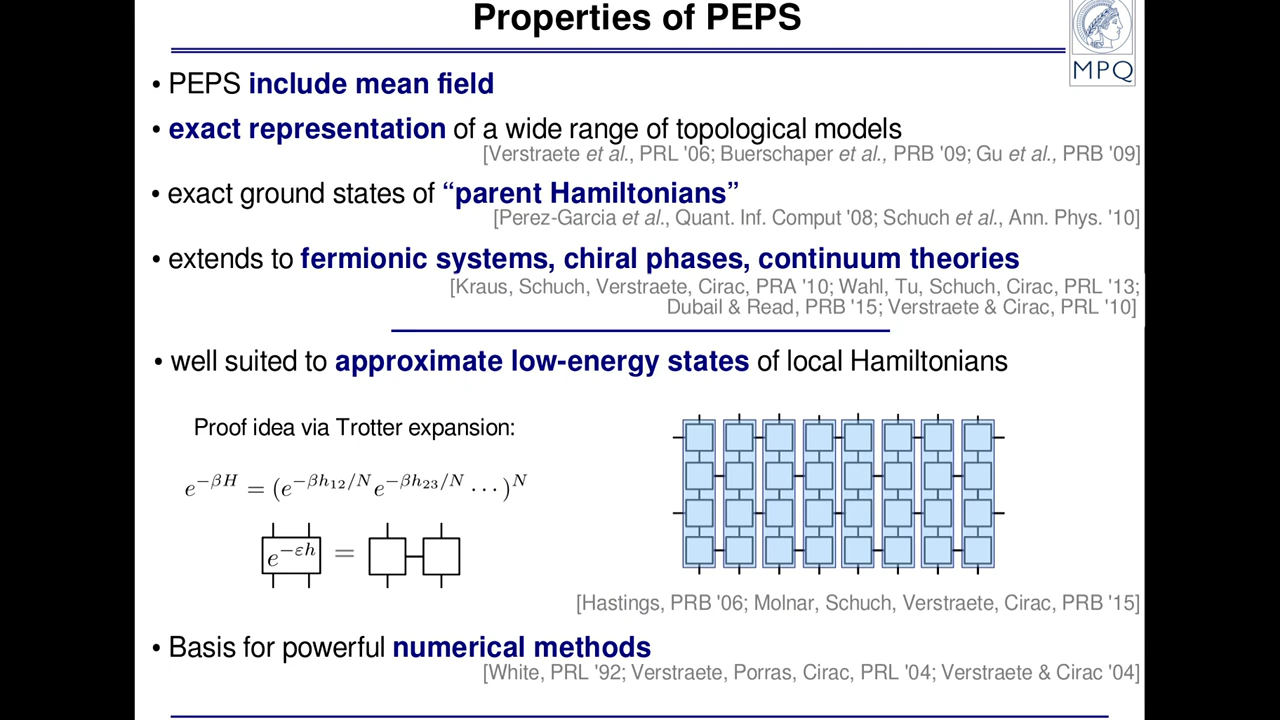 Properties of PEPS
MPQ
• PEPS include mean field
• exact representation of a wide range of topological models
[Verstraete et al., PRL '06; Buerschaper et al., PRB '09; Gu et al., PRB '09]
• exact ground states of “parent Hamiltonians”
[Perez-Garcia et al., Quant. Inf. Comput '08; Schuch et al., Ann. Phys. '10]
• extends to fermionic systems, chiral phases, continuum theories
[Kraus, Schuch, Verstraete, Cirac, PRA '10; Wahl, Tu, Schuch, Cirac, PRL '13;
Dubail & Read, PRB '15; Verstraete & Cirac, PRL '10]
• well suited to approximate low-energy states of local Hamiltonians
Proof idea via Trotter expansion:
e^{-βH} = (e^{-βh_{12}/N} e^{-βh_{23}/N} ⋯)^N
e^{-εh} =
[Hastings, PRB '06; Molnar, Schuch, Verstraete, Cirac, PRB '15]
• Basis for powerful numerical methods
[White, PRL '92; Verstraete, Porras, Cirac, PRL '04; Verstraete & Cirac '04]